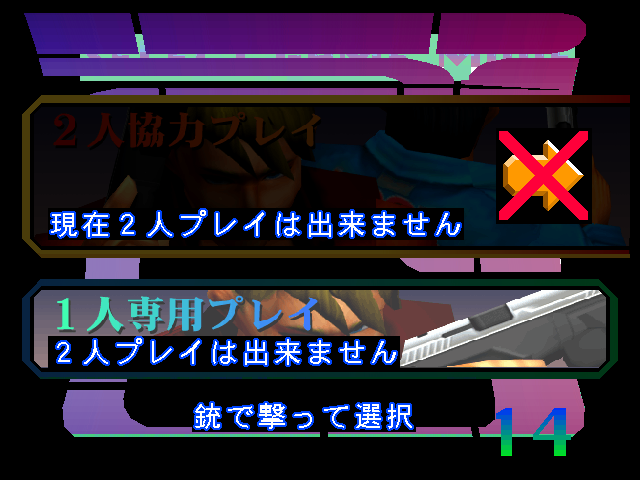 ２人協力プレイ
現在２人プレイは出来ません
１人専用プレイ
２人プレイは出来ません
銃で撃って選択
14